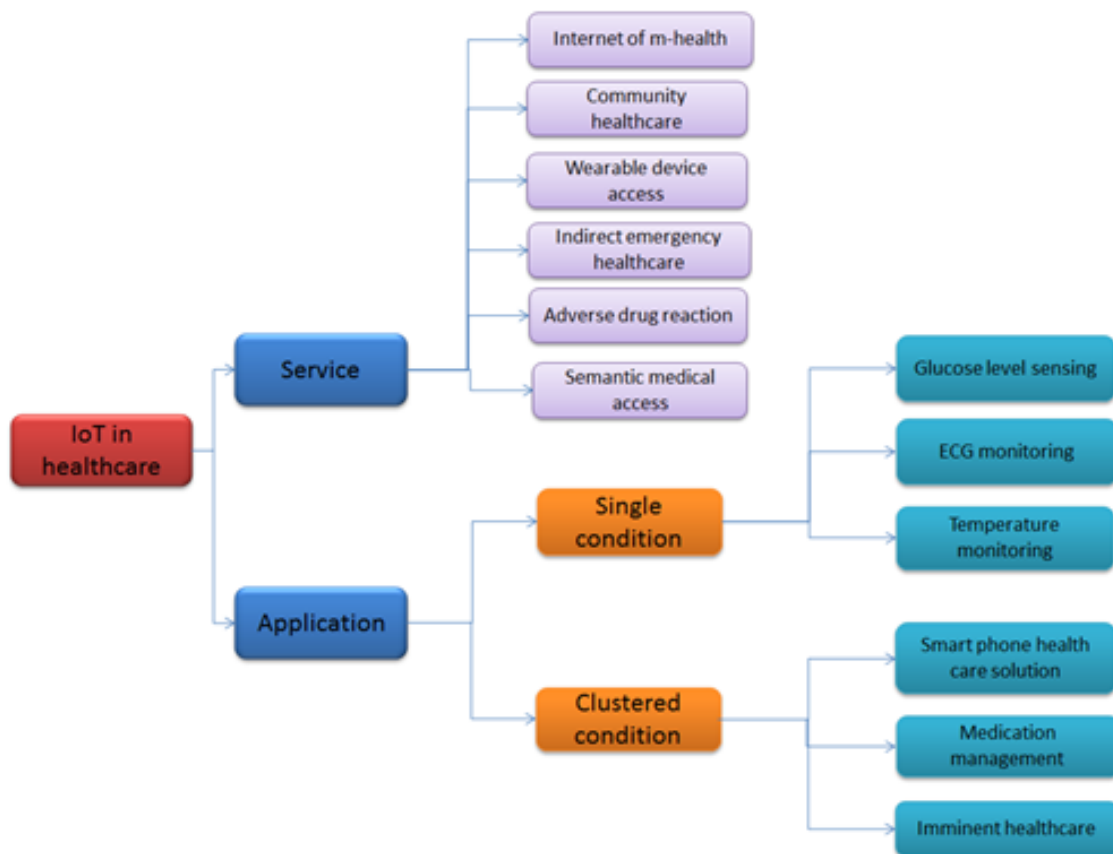 Internet of m-health
Community
healthcare
Wearable device
access
Indirect emergency
healthcare
Adverse drug reaction
Semantic medical
access
Service
IoT in
healthcare
Application
Single
condition
Clustered
condition
Glucose level sensing
ECG monitoring
Temperature
monitoring
Smart phone health
care solution
Medication
management
Imminent healthcare